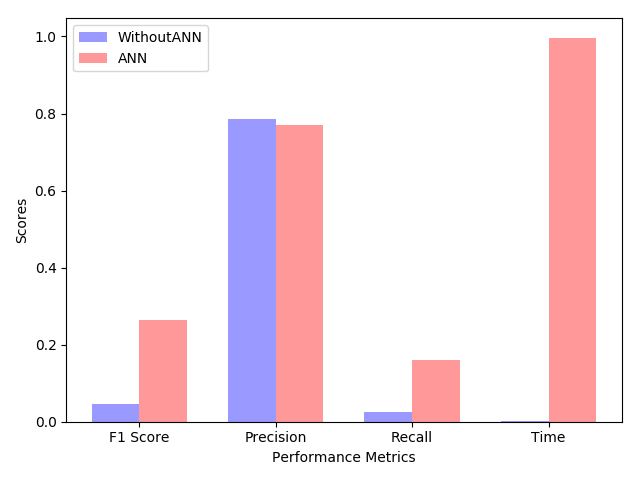 WithoutANN
ANN
1.0
0.8
0.6
0.4
0.2
0.0
Scores
F1 Score
Precision
Recall
Time
Performance Metrics